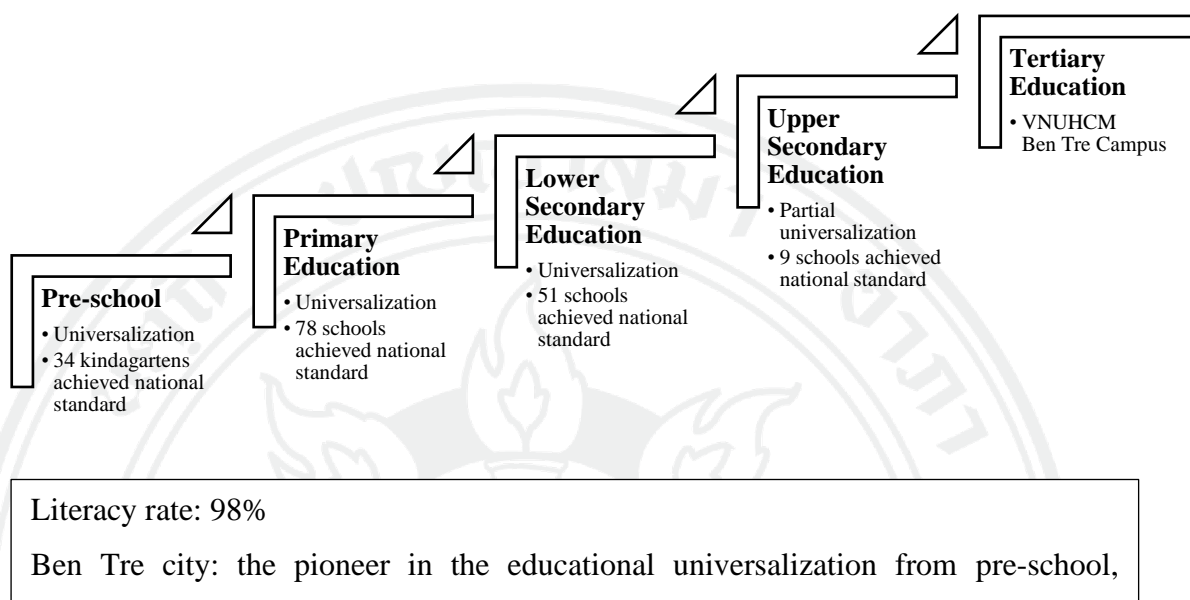 Pre-school
• Universalization
• 34 kindagartens
achieved national
standard
Primary
Education
• Universalization
• 78 schools
achieved national
standard
Lower
Secondary
Education
• Universalization
• 51 schools
achieved national
standard
Upper
Secondary
Education
• Partial
universalization
• 9 schools achieved
national standard
Tertiary
Education
• VNUHCM
Ben Tre Campus
Literacy rate: 98%
Ben Tre city: the pioneer in the educational universalization from pre-school,